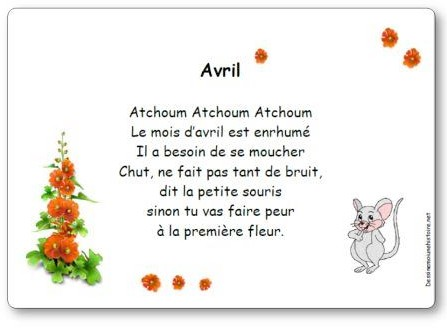 Avril
Atchoum Atchoum Atchoum
Le mois d'avril est enrhumé
Il a besoin de se moucher
Chut, ne fait pas tant de bruit,
dit la petite souris
sinon tu vas faire peur
à la première fleur.
Dessinemoiunehistoire.net